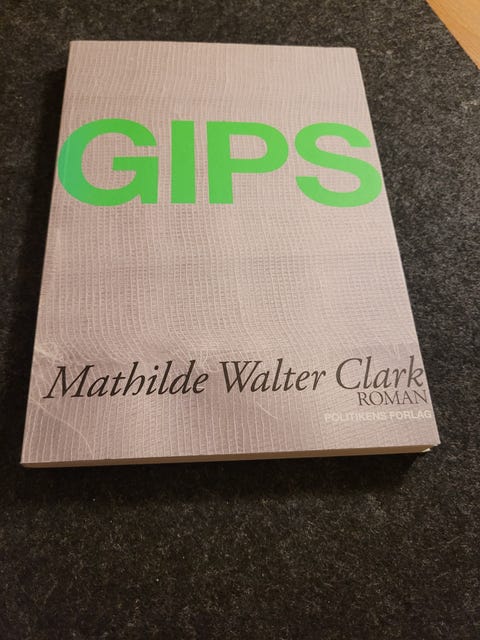 GIPS
Mathilde Walter Clark
ROMAN
POLITIKENS FORLAG